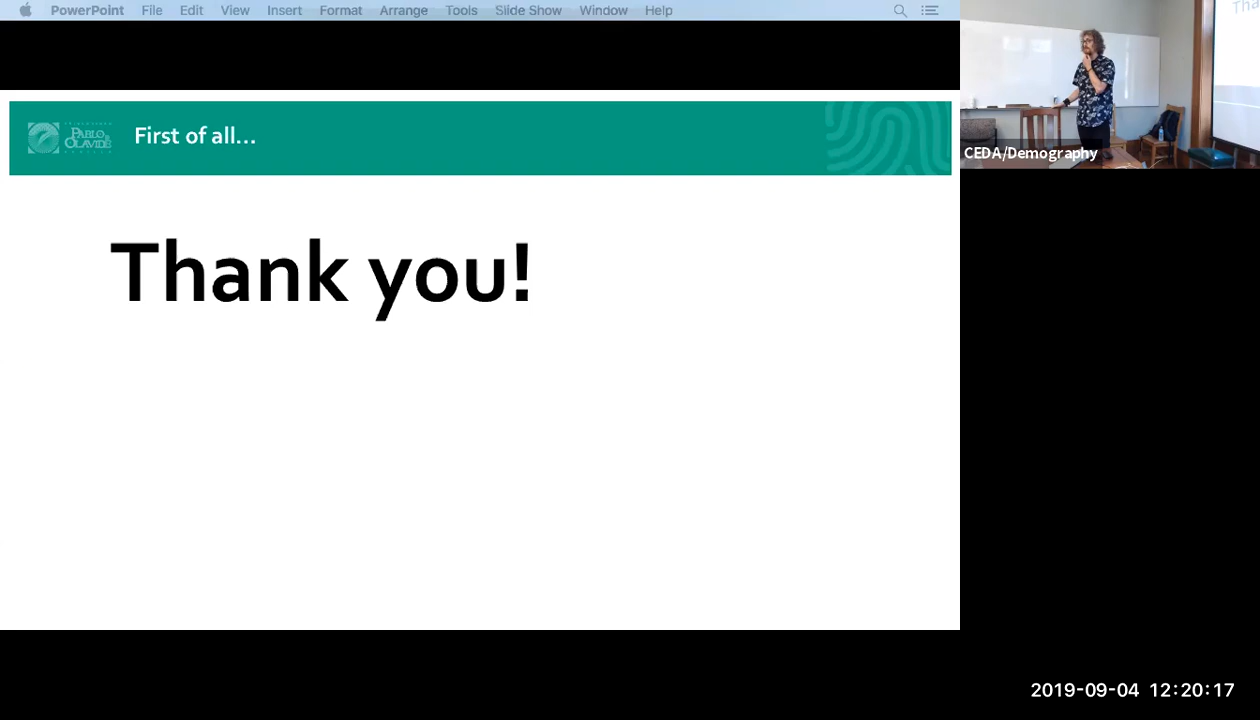 PowerPoint File Edit View Insert Format Arrange Tools Slide Show Window Help
PABLO
OLAVIDE
First of all...
Thank you!
Tha
CEDA/Demography
2019-09-04 12:20:17